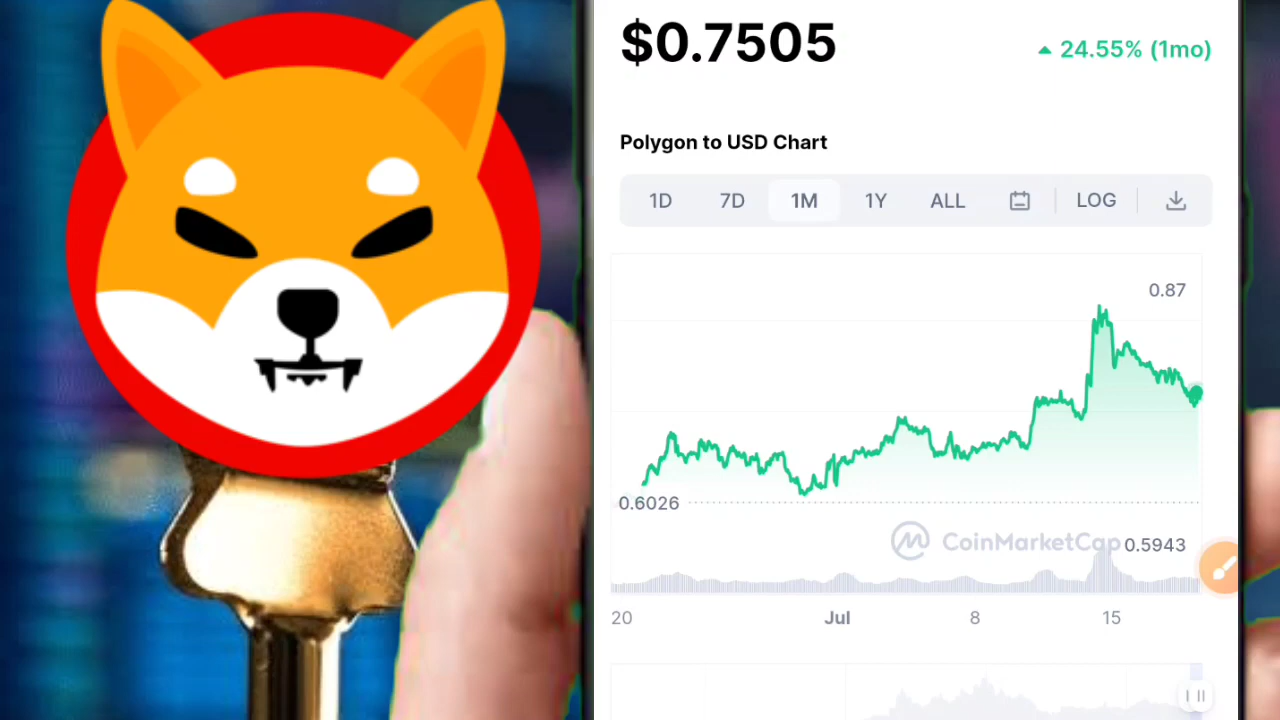 $0.7505
24.55% (1mo)
Polygon to USD Chart
1D 7D 1M 1Y ALL LOG
0.87
0.6026
CoinMarketCap 0.5943
20 Jul 8 15